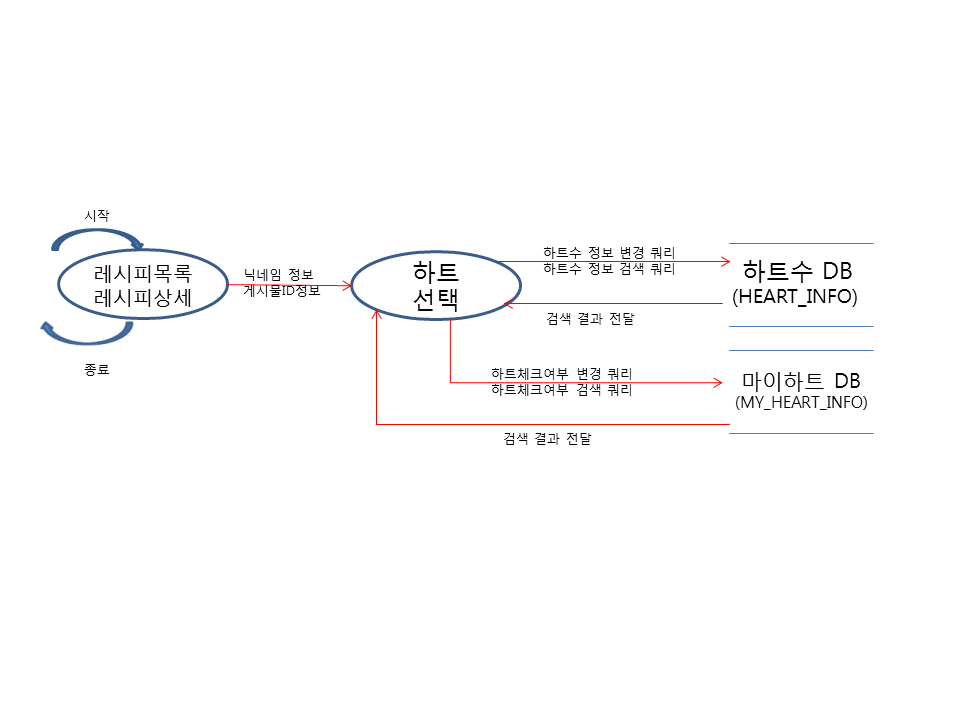 시작
레시피목록
레시피상세
종료
닉네임 정보
게시물ID정보
하트
선택
하트수 정보 변경 쿼리
하트수 정보 검색 쿼리
검색 결과 전달
하트수 DB
(HEART_INFO)
하트체크여부 변경 쿼리
하트체크여부 검색 쿼리
검색 결과 전달
마이하트 DB
(MY_HEART_INFO)